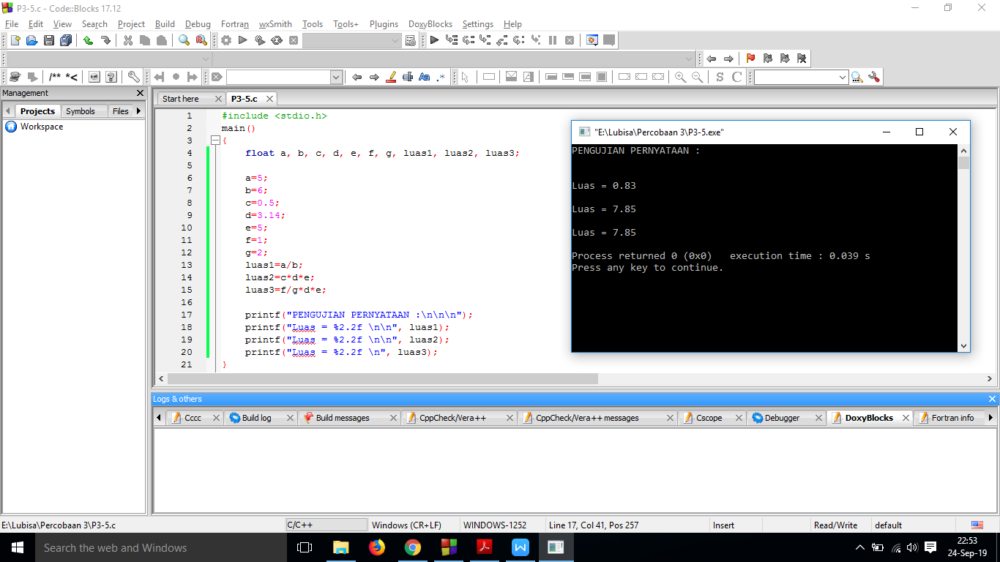 P3-5.c - Code::Blocks 17.12
File Edit View Search Project Build Debug Fortran wxSmith Tools Tools+ Plugins DoxyBlocks Settings Help
/** *<
Aa .*
S C
Management
Projects Symbols Files
Workspace
Start here P3-5.c
1 #include <stdio.h>
2 main()
3 {
4 float a, b, c, d, e, f, g, luas1, luas2, luas3;
5
6 a=5;
7 b=6;
8 c=0.5;
9 d=3.14;
10 e=5;
11 f=1;
12 g=2;
13 luas1=a/b;
14 luas2=c*d*e;
15 luas3=f/g*d*e;
16
17 printf("PENGUJIAN PERNYATAAN :\n\n\n");
18 printf("Luas = %2.2f \n\n", luas1);
19 printf("Luas = %2.2f \n\n", luas2);
20 printf("Luas = %2.2f \n", luas3);
21 }
"E:\Lubisa\Percobaan 3\P3-5.exe"
PENGUJIAN PERNYATAAN :
Luas = 0.83
Luas = 7.85
Luas = 7.85
Process returned 0 (0x0) execution time : 0.039 s
Press any key to continue.
Logs & others
Cccc Build log Build messages CppCheck/Vera++ CppCheck/Vera++ messages Cscope Debugger DoxyBlocks Fortran info
E:\Lubisa\Percobaan 3\P3-5.c C/C++ Windows (CR+LF) WINDOWS-1252 Line 17, Col 41, Pos 257 Insert Read/Write default
Search the web and Windows
22:53
24-Sep-19